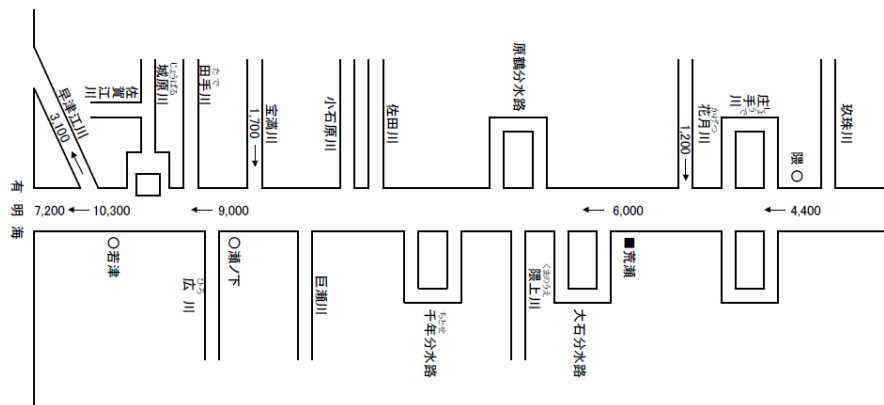 原鶴分水路
庄手川
しょうで
玖珠川
花月川
かげつ
1,200
隈
佐田川
小石原川
宝満川
1,700
田手川
たで
城原川
じょうばる
佐賀江川
早津江川
3,100
有明海
7,200
10,300
9,000
6,000
4,400
若津
広川
ひろ
瀬ノ下
巨瀬川
千年分水路
ちとせ
隈上川
くまのうえ
大石分水路
荒瀬